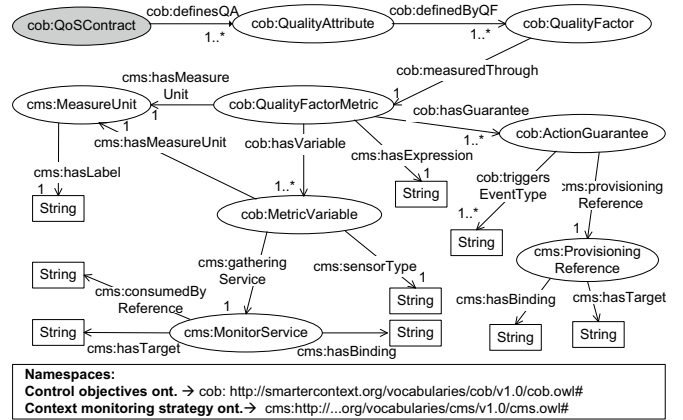 cob:QoSContract
cob:definesQA
1..*
cob:QualityAttribute
cob:definedByQF
1..*
cob:QualityFactor
cob:measuredThrough
1
cms:MeasureUnit
cms:hasMeasure
Unit
1
cob:QualityFactorMetric
cob:hasGuarantee
1..*
cob:ActionGuarantee
1
cms:hasMeasureUnit
cob:hasVariable
1..*
cms:hasExpression
1
String
cms:hasLabel
1
String
cob:triggers
EventType
1..*
String
cms:provisioning
Reference
1
cob:MetricVariable
cms:Provisioning
Reference
cms:gathering
Service
1
cms:sensorType
1
String
cms:hasBinding
String
cms:hasTarget
String
String
cms:consumedBy
Reference
String
cms:hasTarget
cms:MonitorService
cms:hasBinding
String
Namespaces:
Control objectives ont. → cob: http://smartercontext.org/vocabularies/cob/v1.0/cob.owl#
Context monitoring strategy ont.→ cms:http://...org/vocabularies/cms/v1.0/cms.owl#